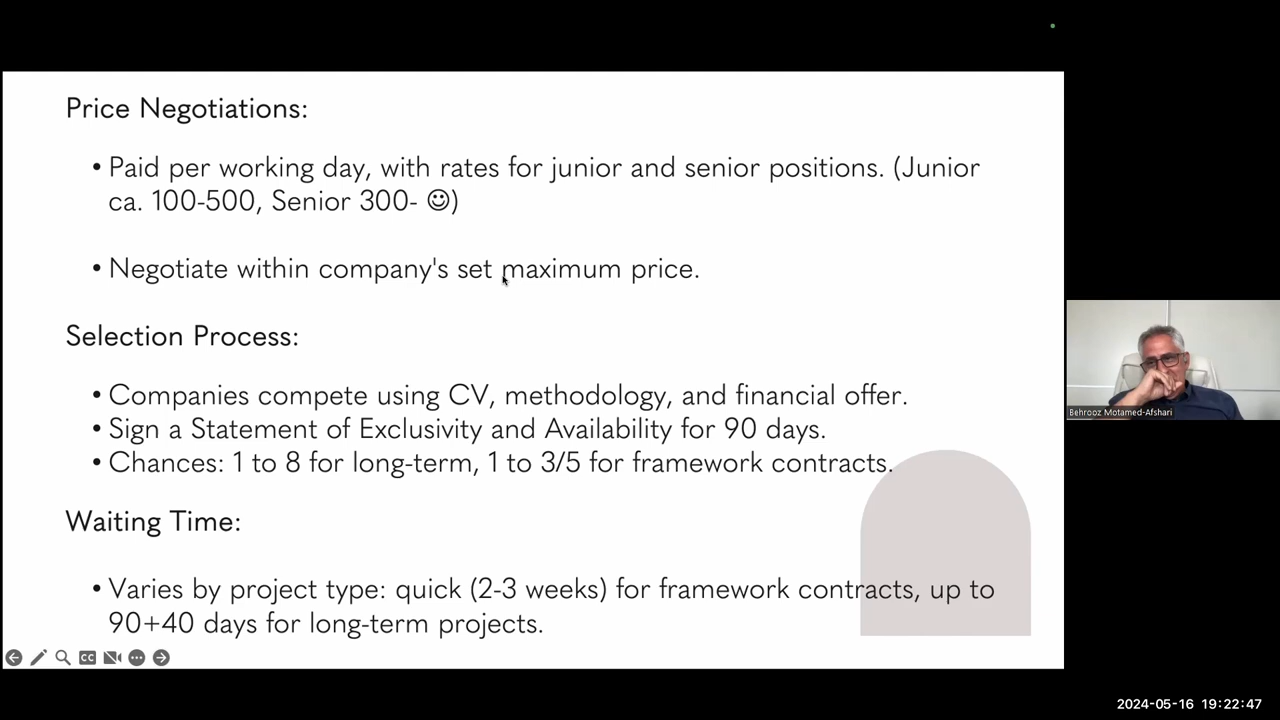 Price Negotiations:
• Paid per working day, with rates for junior and senior positions. (Junior
ca. 100-500, Senior 300- ☺)
• Negotiate within company's set maximum price.
Selection Process:
• Companies compete using CV, methodology, and financial offer.
• Sign a Statement of Exclusivity and Availability for 90 days.
• Chances: 1 to 8 for long-term, 1 to 3/5 for framework contracts.
Waiting Time:
• Varies by project type: quick (2-3 weeks) for framework contracts, up to
90+40 days for long-term projects.
CC
Behrooz Motamed-Afshari
2024-05-16 19:22:47